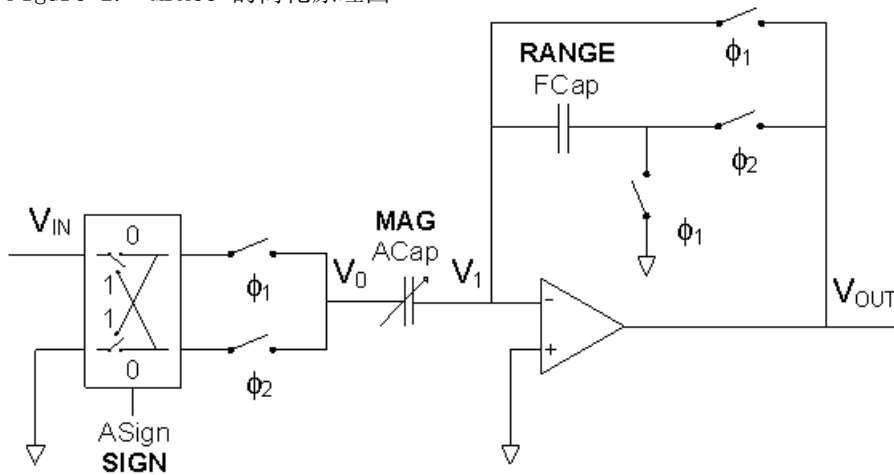 RANGE
FCap
ϕ1
ϕ2
ϕ1
VIN
0
1
1
0
ϕ1
ϕ2
V0
MAG
ACap
V1
-
+
VOUT
ASign
SIGN